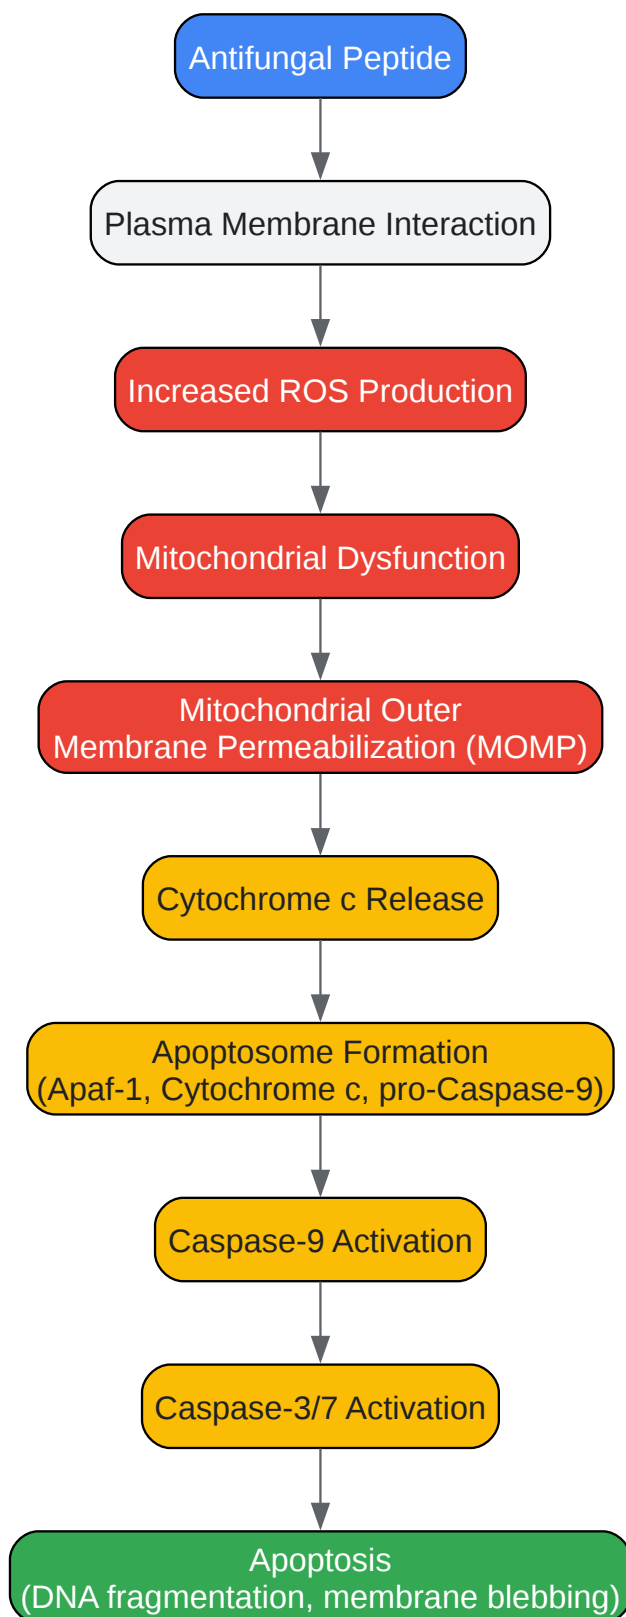 Antifungal Peptide
Plasma Membrane Interaction
Increased ROS Production
Mitochondrial Dysfunction
Mitochondrial Outer
Membrane Permeabilization (MOMP)
Cytochrome c Release
Apoptosome Formation
(Apaf-1, Cytochrome c, pro-Caspase-9)
Caspase-9 Activation
Caspase-3/7 Activation
Apoptosis
(DNA fragmentation, membrane blebbing)